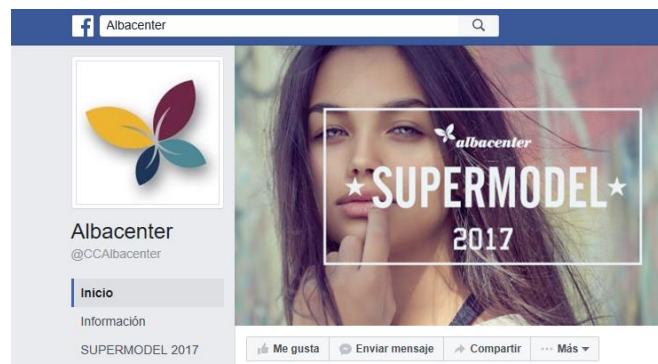 Albacenter
albacenter
SUPERMODEL
2017
Albacenter
@CCAlbacenter
Inicio
Información
SUPERMODEL 2017
Me gusta
Enviar mensaje
Compartir
Más